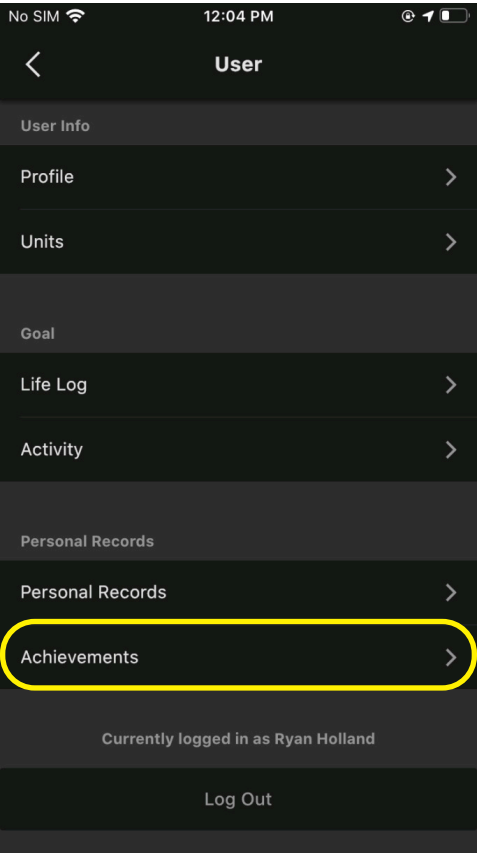 No SIM 12:04 PM
User
User Info
Profile
Units
Goal
Life Log
Activity
Personal Records
Personal Records
Achievements
Currently logged in as Ryan Holland
Log Out